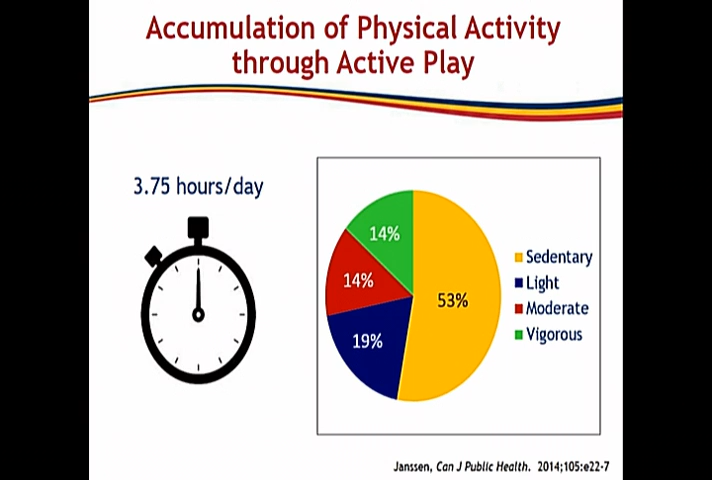 Accumulation of Physical Activity
through Active Play
3.75 hours/day
14%
14%
19%
53%
Sedentary
Light
Moderate
Vigorous
Janssen, Can J Public Health. 2014;105:e22-7